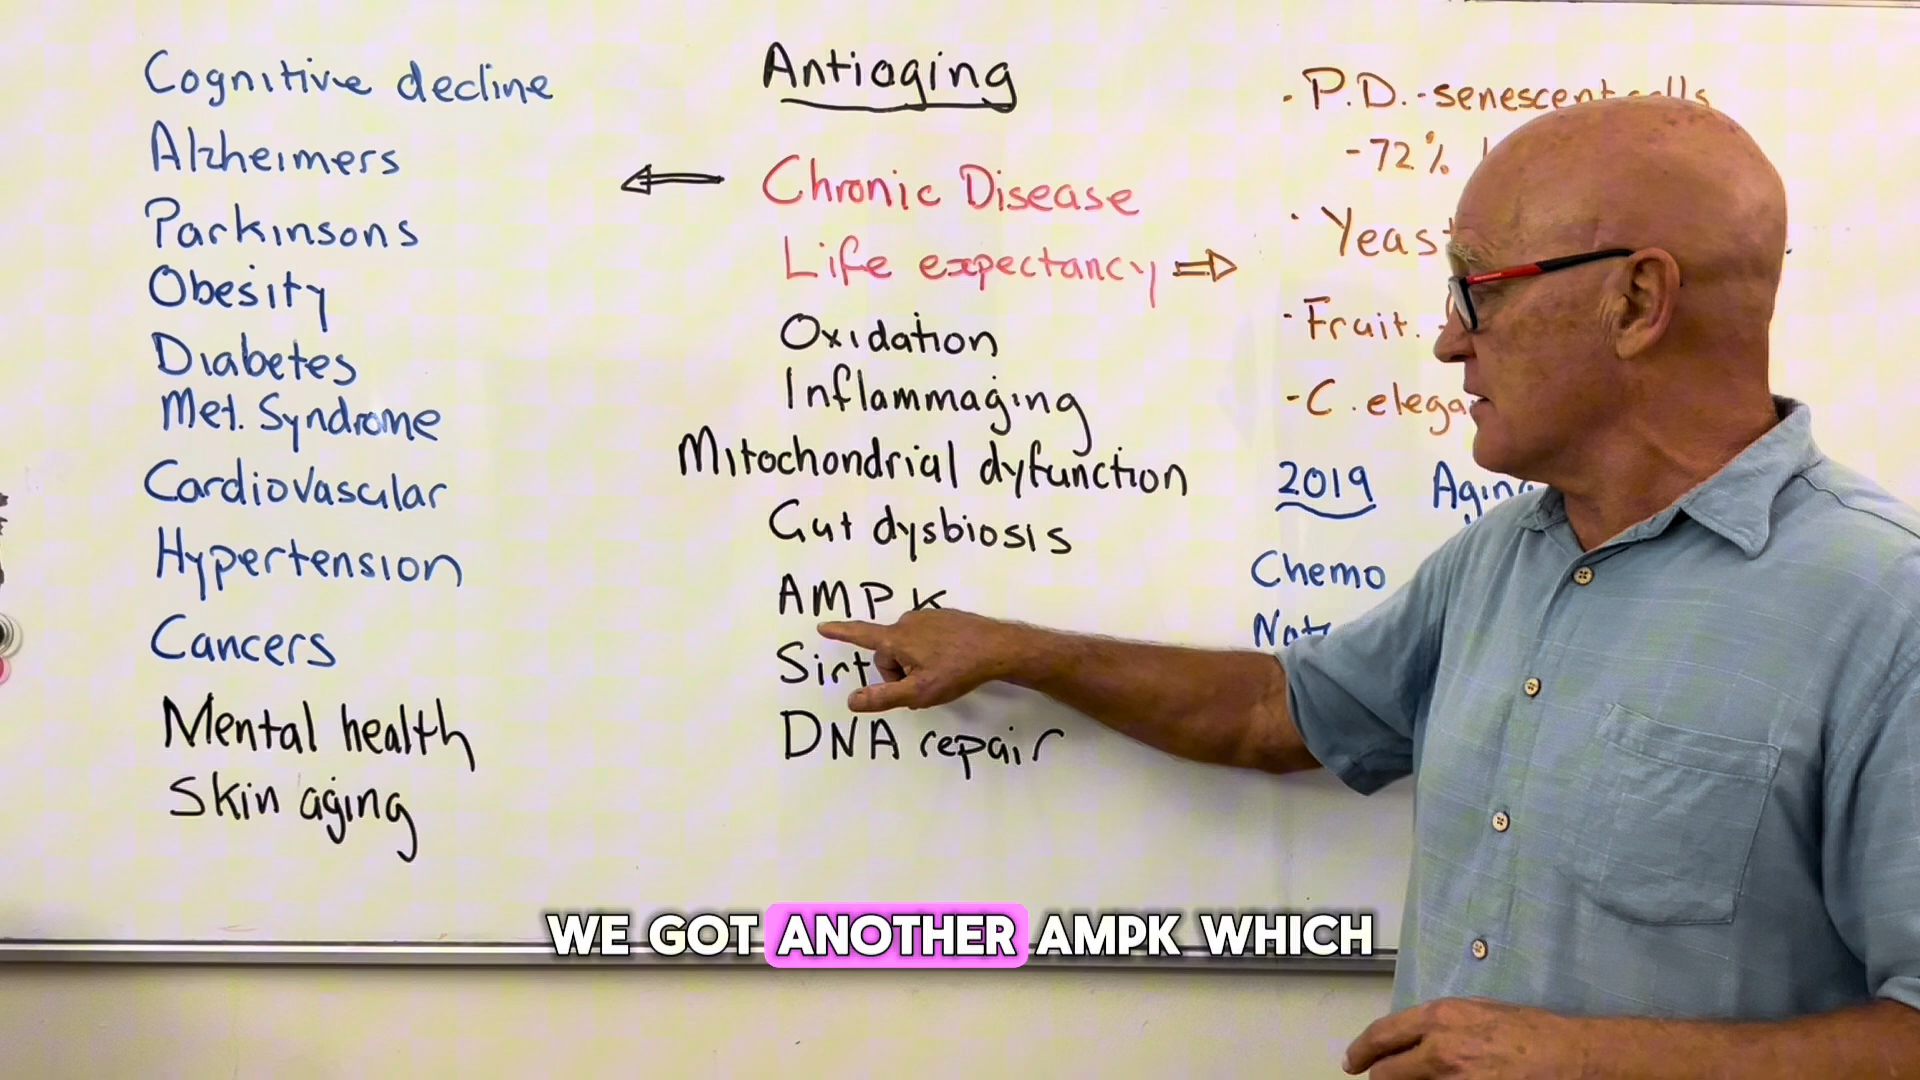 Cognitive decline
Alzheimers
Parkinsons
Obesity
Diabetes
Met. Syndrome
Cardiovascular
Hypertension
Cancers
Mental health
Skin aging
Antiaging
Chronic Disease
Life expectancy
Oxidation
Inflammaging
Mitochondrial dyfunction
Gut dysbiosis
AMPK
DNA repair
P.D.-senescent
-72%
Yeast
Fruit.
-C. elega
2019 Aging
Chemo
WE GOT ANOTHER AMPK WHICH